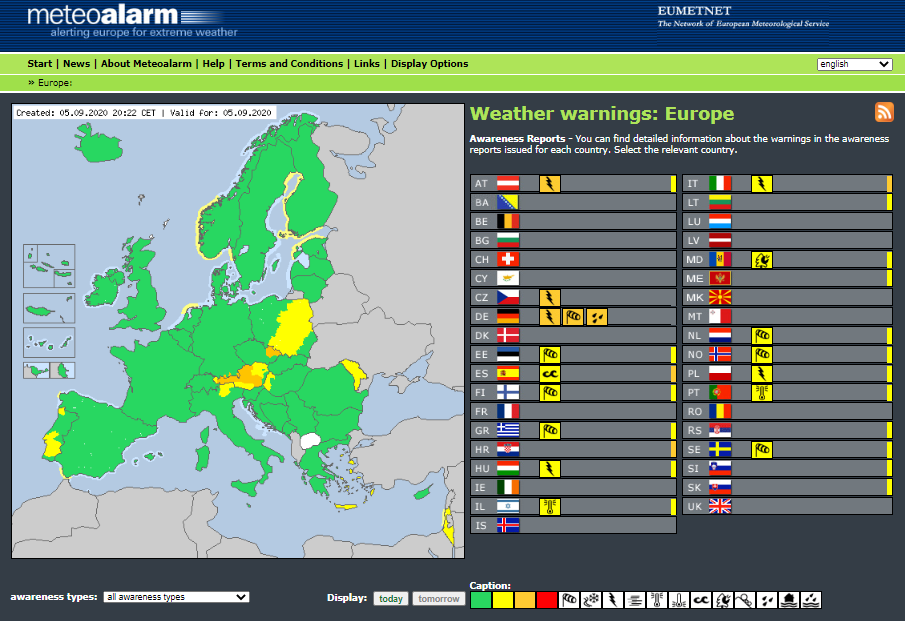 meteoalarm
alerting europe for extreme weather
EUMETNET
The Network of European Meteorological Service
Start | News | About Meteoalarm | Help | Terms and Conditions | Links | Display Options
english
» Europe:
Created: 05.09.2020 20:22 CET | Valid for: 05.09.2020
Weather warnings: Europe
Awareness Reports - You can find detailed information about the warnings in the awareness
reports issued for each country. Select the relevant country.
AT
BA
BE
BG
CH
CY
CZ
DE
DK
EE
ES
FI
FR
GR
HR
HU
IE
IL
IS
IT
LT
LU
LV
MD
ME
MK
MT
NL
NO
PL
PT
RO
RS
SE
SI
SK
UK
awareness types:
all awareness types
Display:
today
tomorrow
Caption: